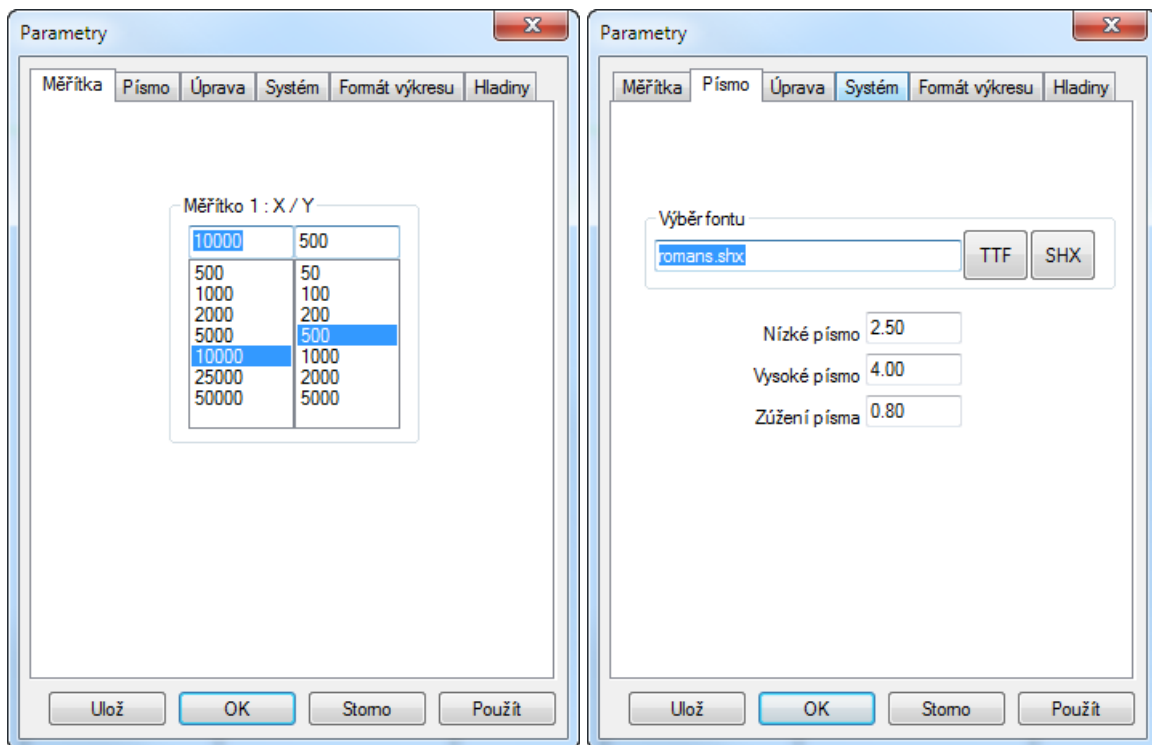 Parametry
Měřítka Písmo Úprava Systém Formát výkresu Hladiny
Měřítko 1 : X / Y
10000 500
500 50
1000 100
2000 200
5000 500
10000 1000
25000 2000
50000 5000
Ulož OK Storno Použít
Parametry
Měřítka Písmo Úprava Systém Formát výkresu Hladiny
Výběr fontu
romans.shx TTF SHX
Nízké písmo 2.50
Vysoké písmo 4.00
Zúžení písma 0.80
Ulož OK Storno Použít